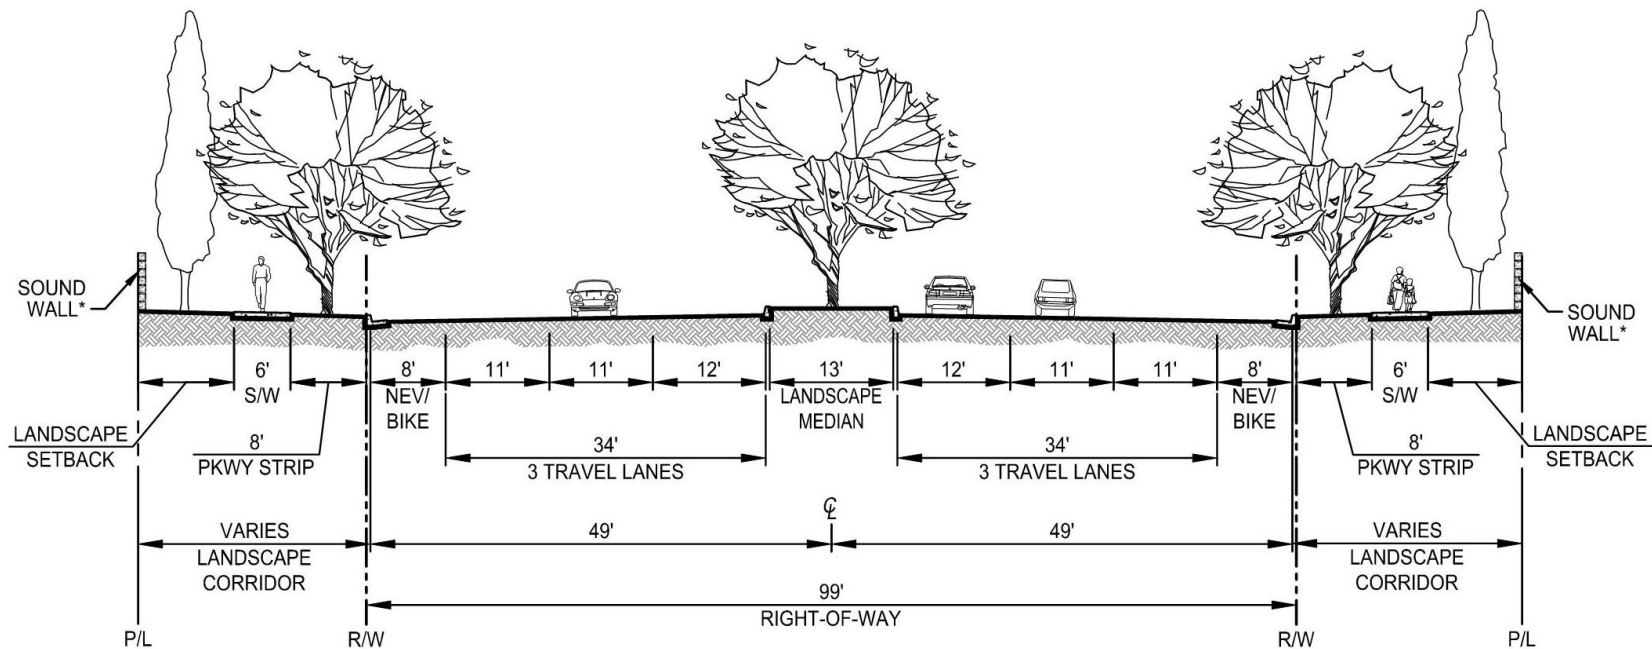 SOUND
WALL*
SOUND
WALL*
6'
S/W
8'
NEV/
BIKE
11'
11'
12'
13'
LANDSCAPE
MEDIAN
12'
11'
11'
8'
NEV/
BIKE
6'
S/W
LANDSCAPE
SETBACK
8'
PKWY STRIP
34'
3 TRAVEL LANES
34'
3 TRAVEL LANES
8'
PKWY STRIP
LANDSCAPE
SETBACK
VARIES
LANDSCAPE
CORRIDOR
49'
CL
49'
VARIES
LANDSCAPE
CORRIDOR
99'
RIGHT-OF-WAY
P/L
R/W
R/W
P/L